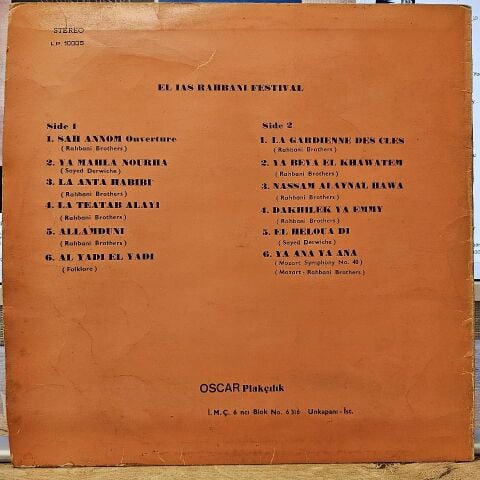 STEREO
LP. 10005
EL IAS RAHBANI FESTIVAL
Side 1
1. SAH ANNOM Ouverture
(Rahbani Brothers)
2. YA MAHLA NOURHA
(Sayed Derwiche)
3. LA ANTA HABIBI
(Rahbani Brothers)
4. LA TEATAB ALAYI
(Rahbani Brothers)
5. ALLAMDUNI
(Rahbani Brothers)
6. AL YADI EL YADI
(Folklore)
Side 2
1. LA GARDIENNE DES CLES
(Rahbani Brothers)
2. YA BEYA EL KHAWATEM
(Rahbani Brothers)
3. NASSAM ALAYNAL HAWA
(Rahbani Brothers)
4. DAKHILEK YA EMMY
(Rahbani Brothers)
5. EL HELOUA DI
(Sayed Derwiche)
6. YA ANA YA ANA
(Mozart Symphony No. 40)
(Mozart - Rahbani Brothers)
OSCAR Plakçılık
İ.M.Ç. 6 ncı Blok No. 6316 Unkapanı - İst.